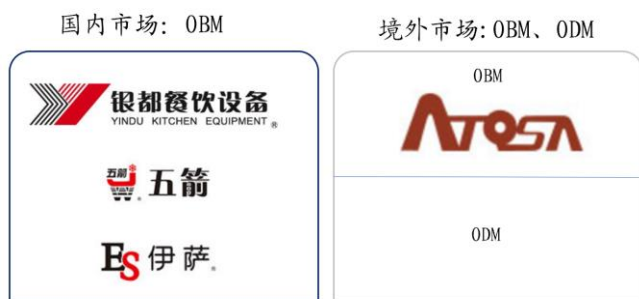 国内市场: OBM
银都餐饮设备
YINDU KITCHEN EQUIPMENT ®
五箭
五箭
ES 伊萨
境外市场:OBM、ODM
OBM
ATOSA
ODM